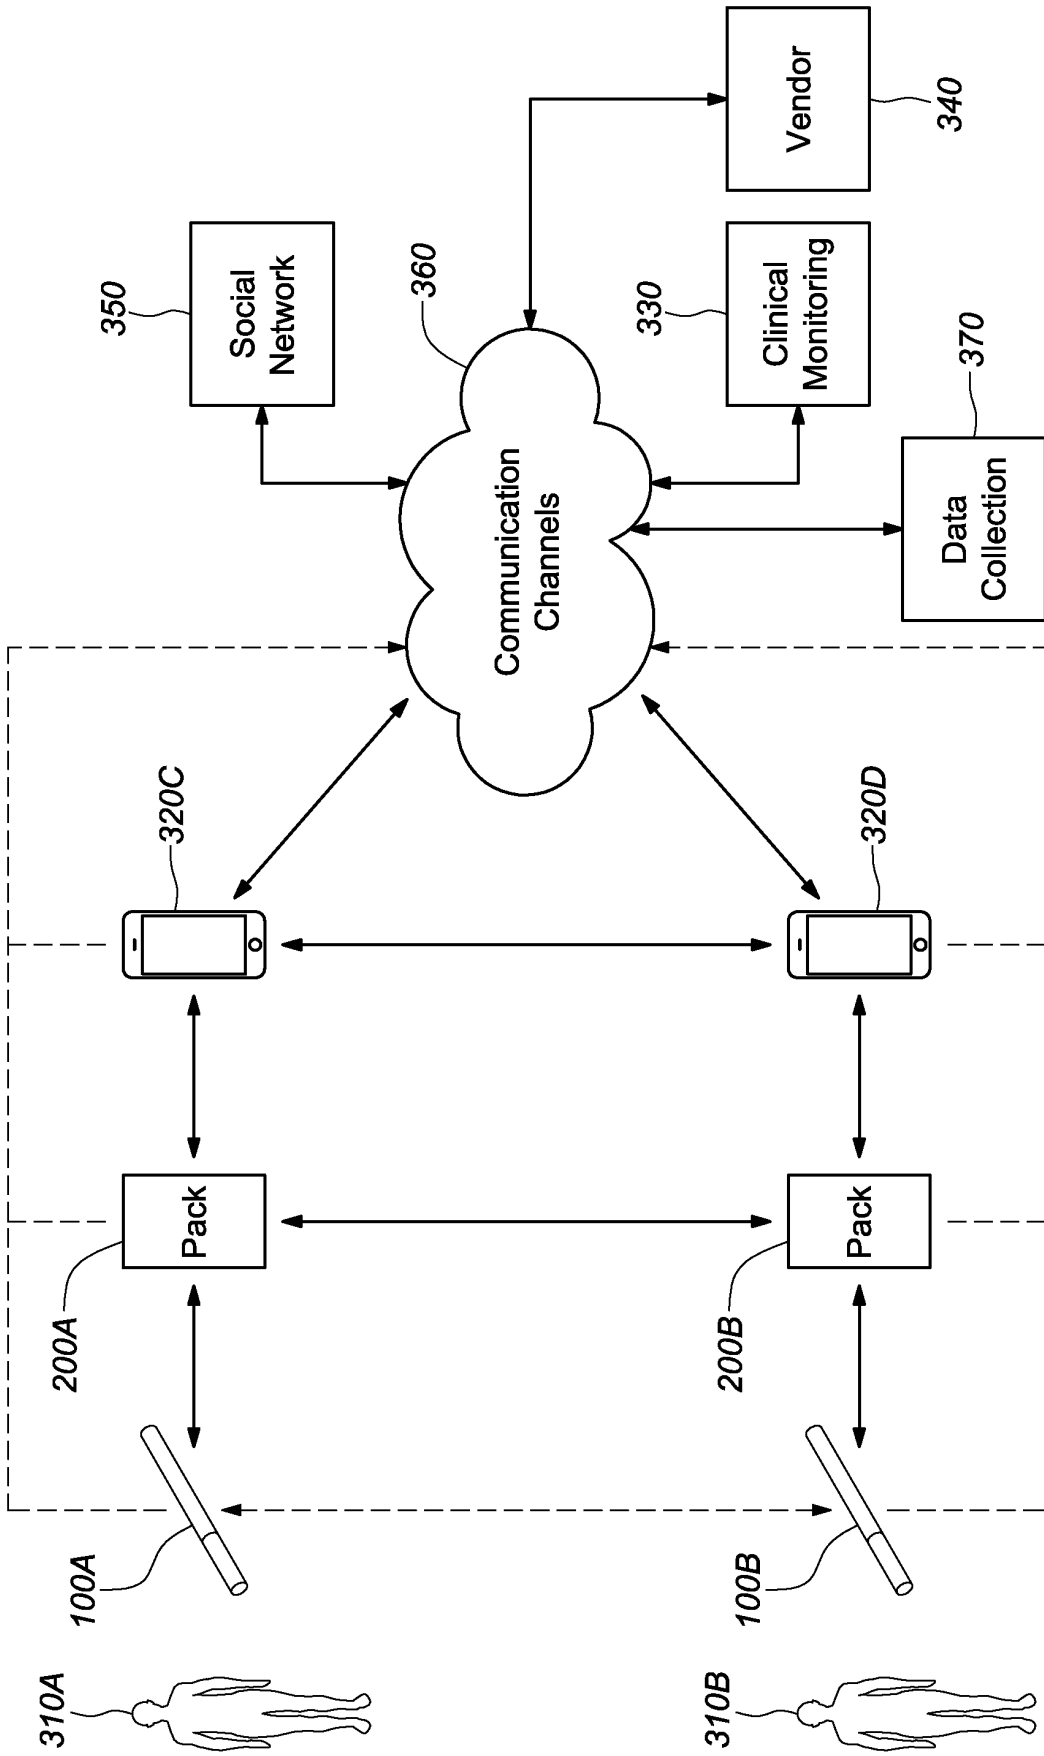 310A
100A
200A
Pack
320C
350
Social
Network
360
Communication
Channels
Vendor
340
330
Clinical
Monitoring
370
Data
Collection
310B
100B
200B
Pack
320D